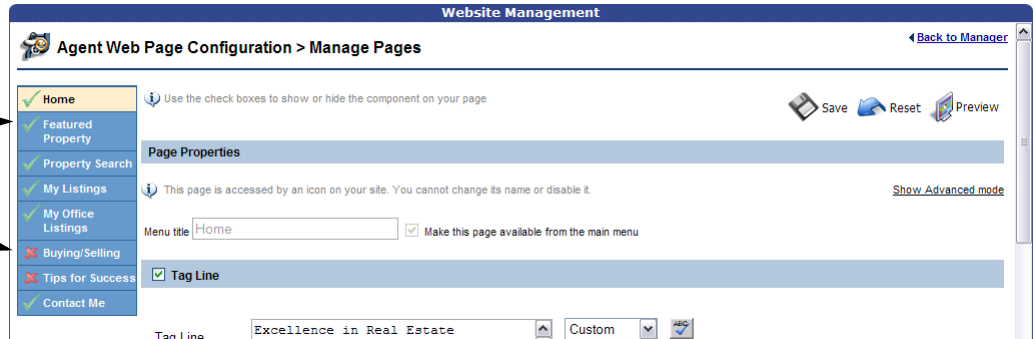 Website Management
Agent Web Page Configuration > Manage Pages
Back to Manager
Home
Featured
Property
Property Search
My Listings
My Office
Listings
Buying/Selling
Tips for Success
Contact Me
Use the check boxes to show or hide the component on your page
Save Reset Preview
Page Properties
This page is accessed by an icon on your site. You cannot change its name or disable it.
Show Advanced mode
Menu title Home Make this page available from the main menu
Tag Line
Tag Line Excellence in Real Estate Custom ABC